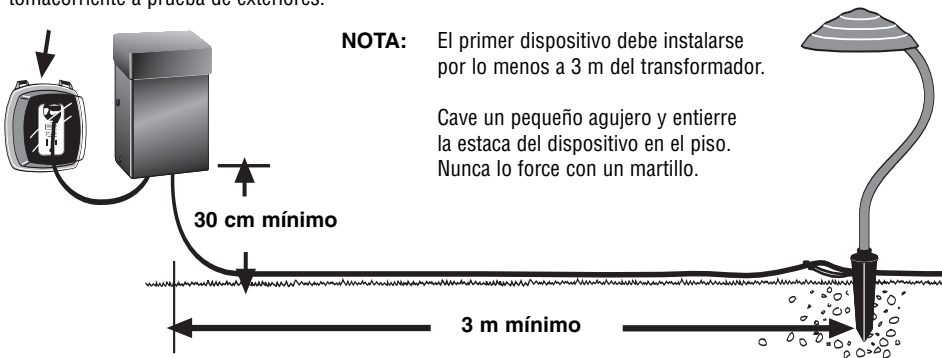 tomacorriente a prueba de exteriores.
NOTA: El primer dispositivo debe instalarse
por lo menos a 3 m del transformador.
Cave un pequeño agujero y entierre
la estaca del dispositivo en el piso.
Nunca lo force con un martillo.
30 cm mínimo
3 m mínimo